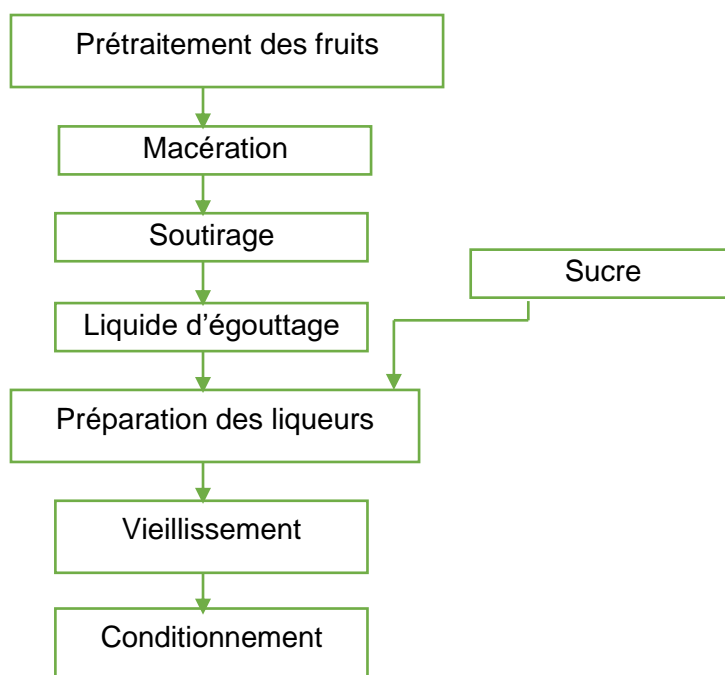 Prétraitement des fruits
Macération
Soutirage
Sucre
Liquide d'égouttage
Préparation des liqueurs
Vieillissement
Conditionnement